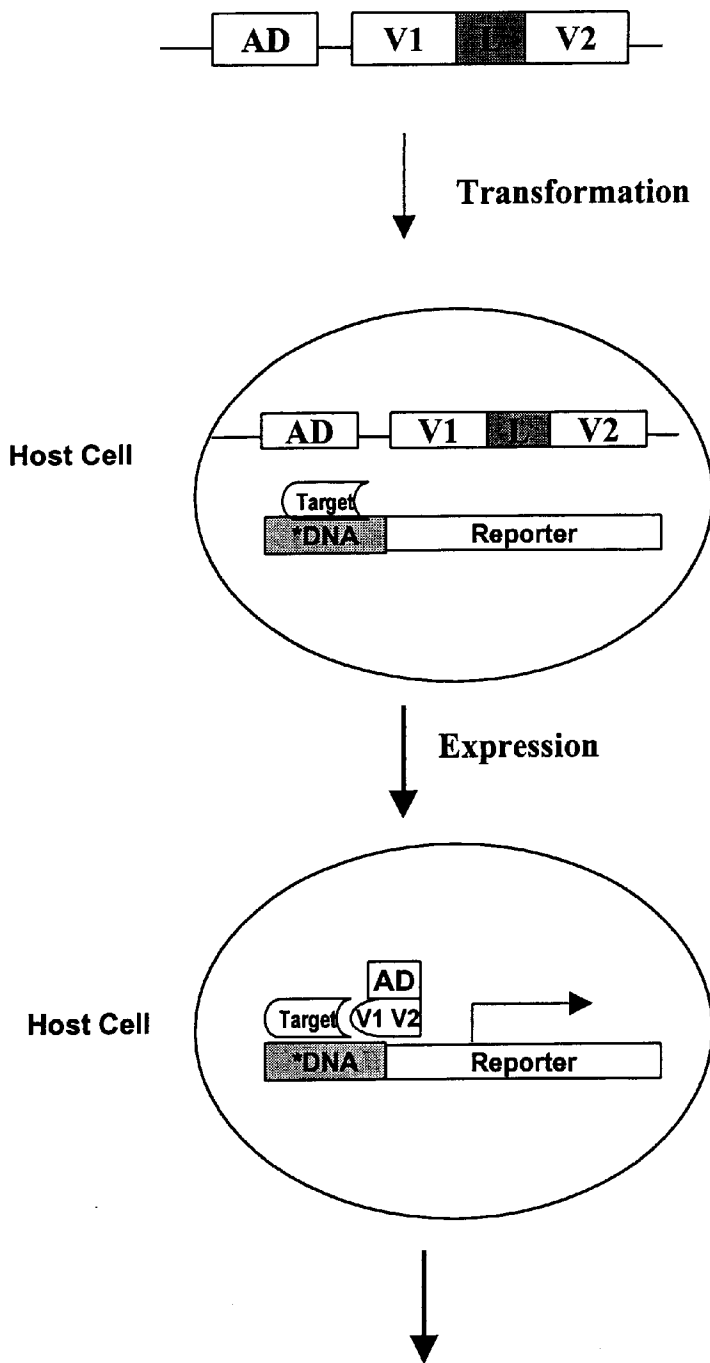 AD V1 L V2
Transformation
Host Cell
AD V1 L V2
Target
*DNA Reporter
Expression
Host Cell
AD
Target V1 V2
*DNA Reporter